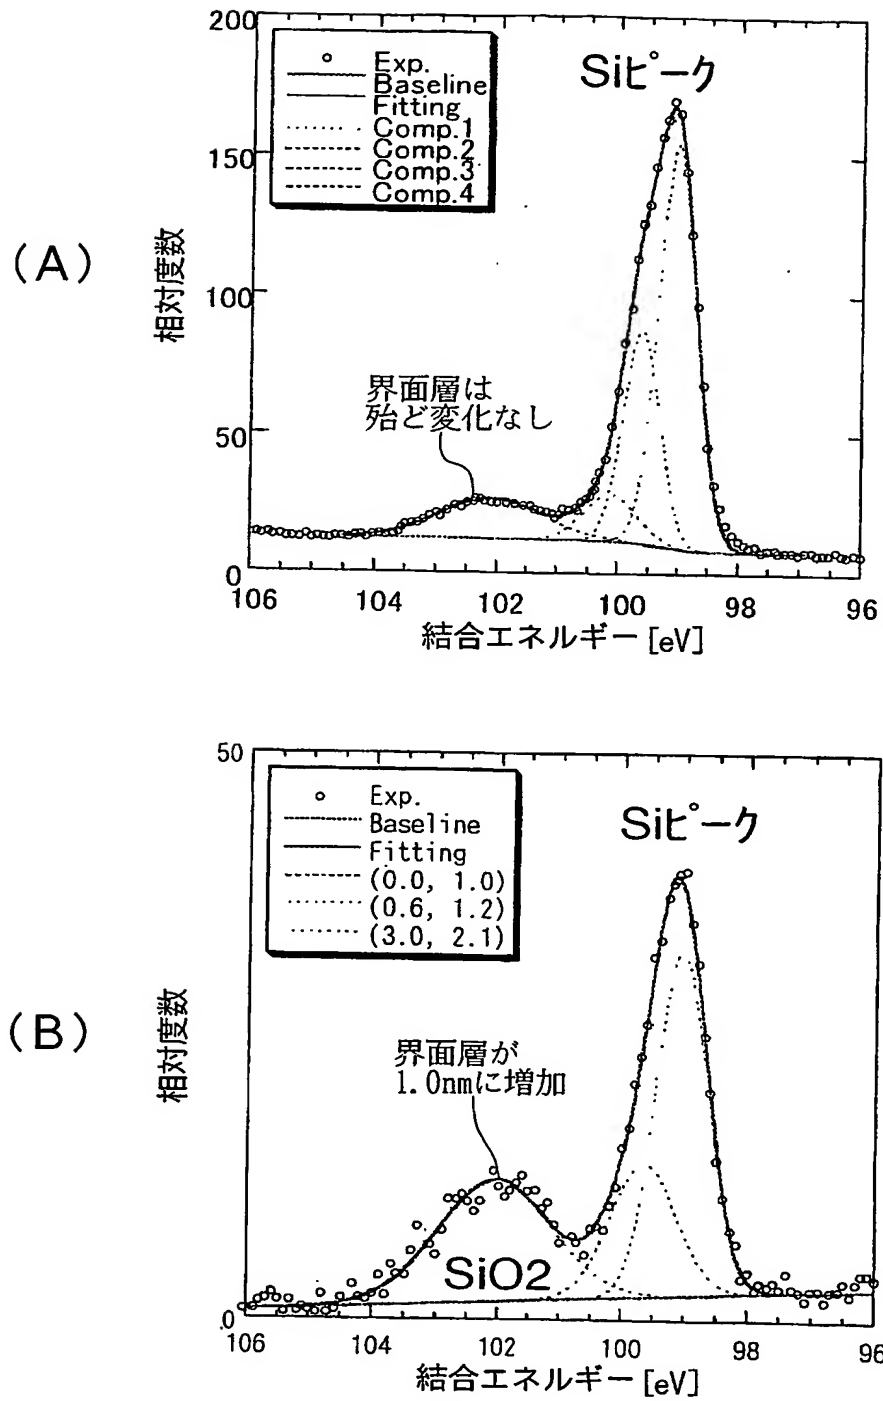 (A)
相対度数
200
150
100
50
0
Exp.
Baseline
Fitting
Comp.1
Comp.2
Comp.3
Comp.4
Siピーク
界面層は
殆ど変化なし
106 104 102 100 98 96
結合エネルギー[eV]
(B)
相対度数
50
0
Exp.
Baseline
Fitting
(0.0, 1.0)
(0.6, 1.2)
(3.0, 2.1)
Siピーク
界面層が
1.0nmに増加
SiO2
106 104 102 100 98 96
結合エネルギー[eV]